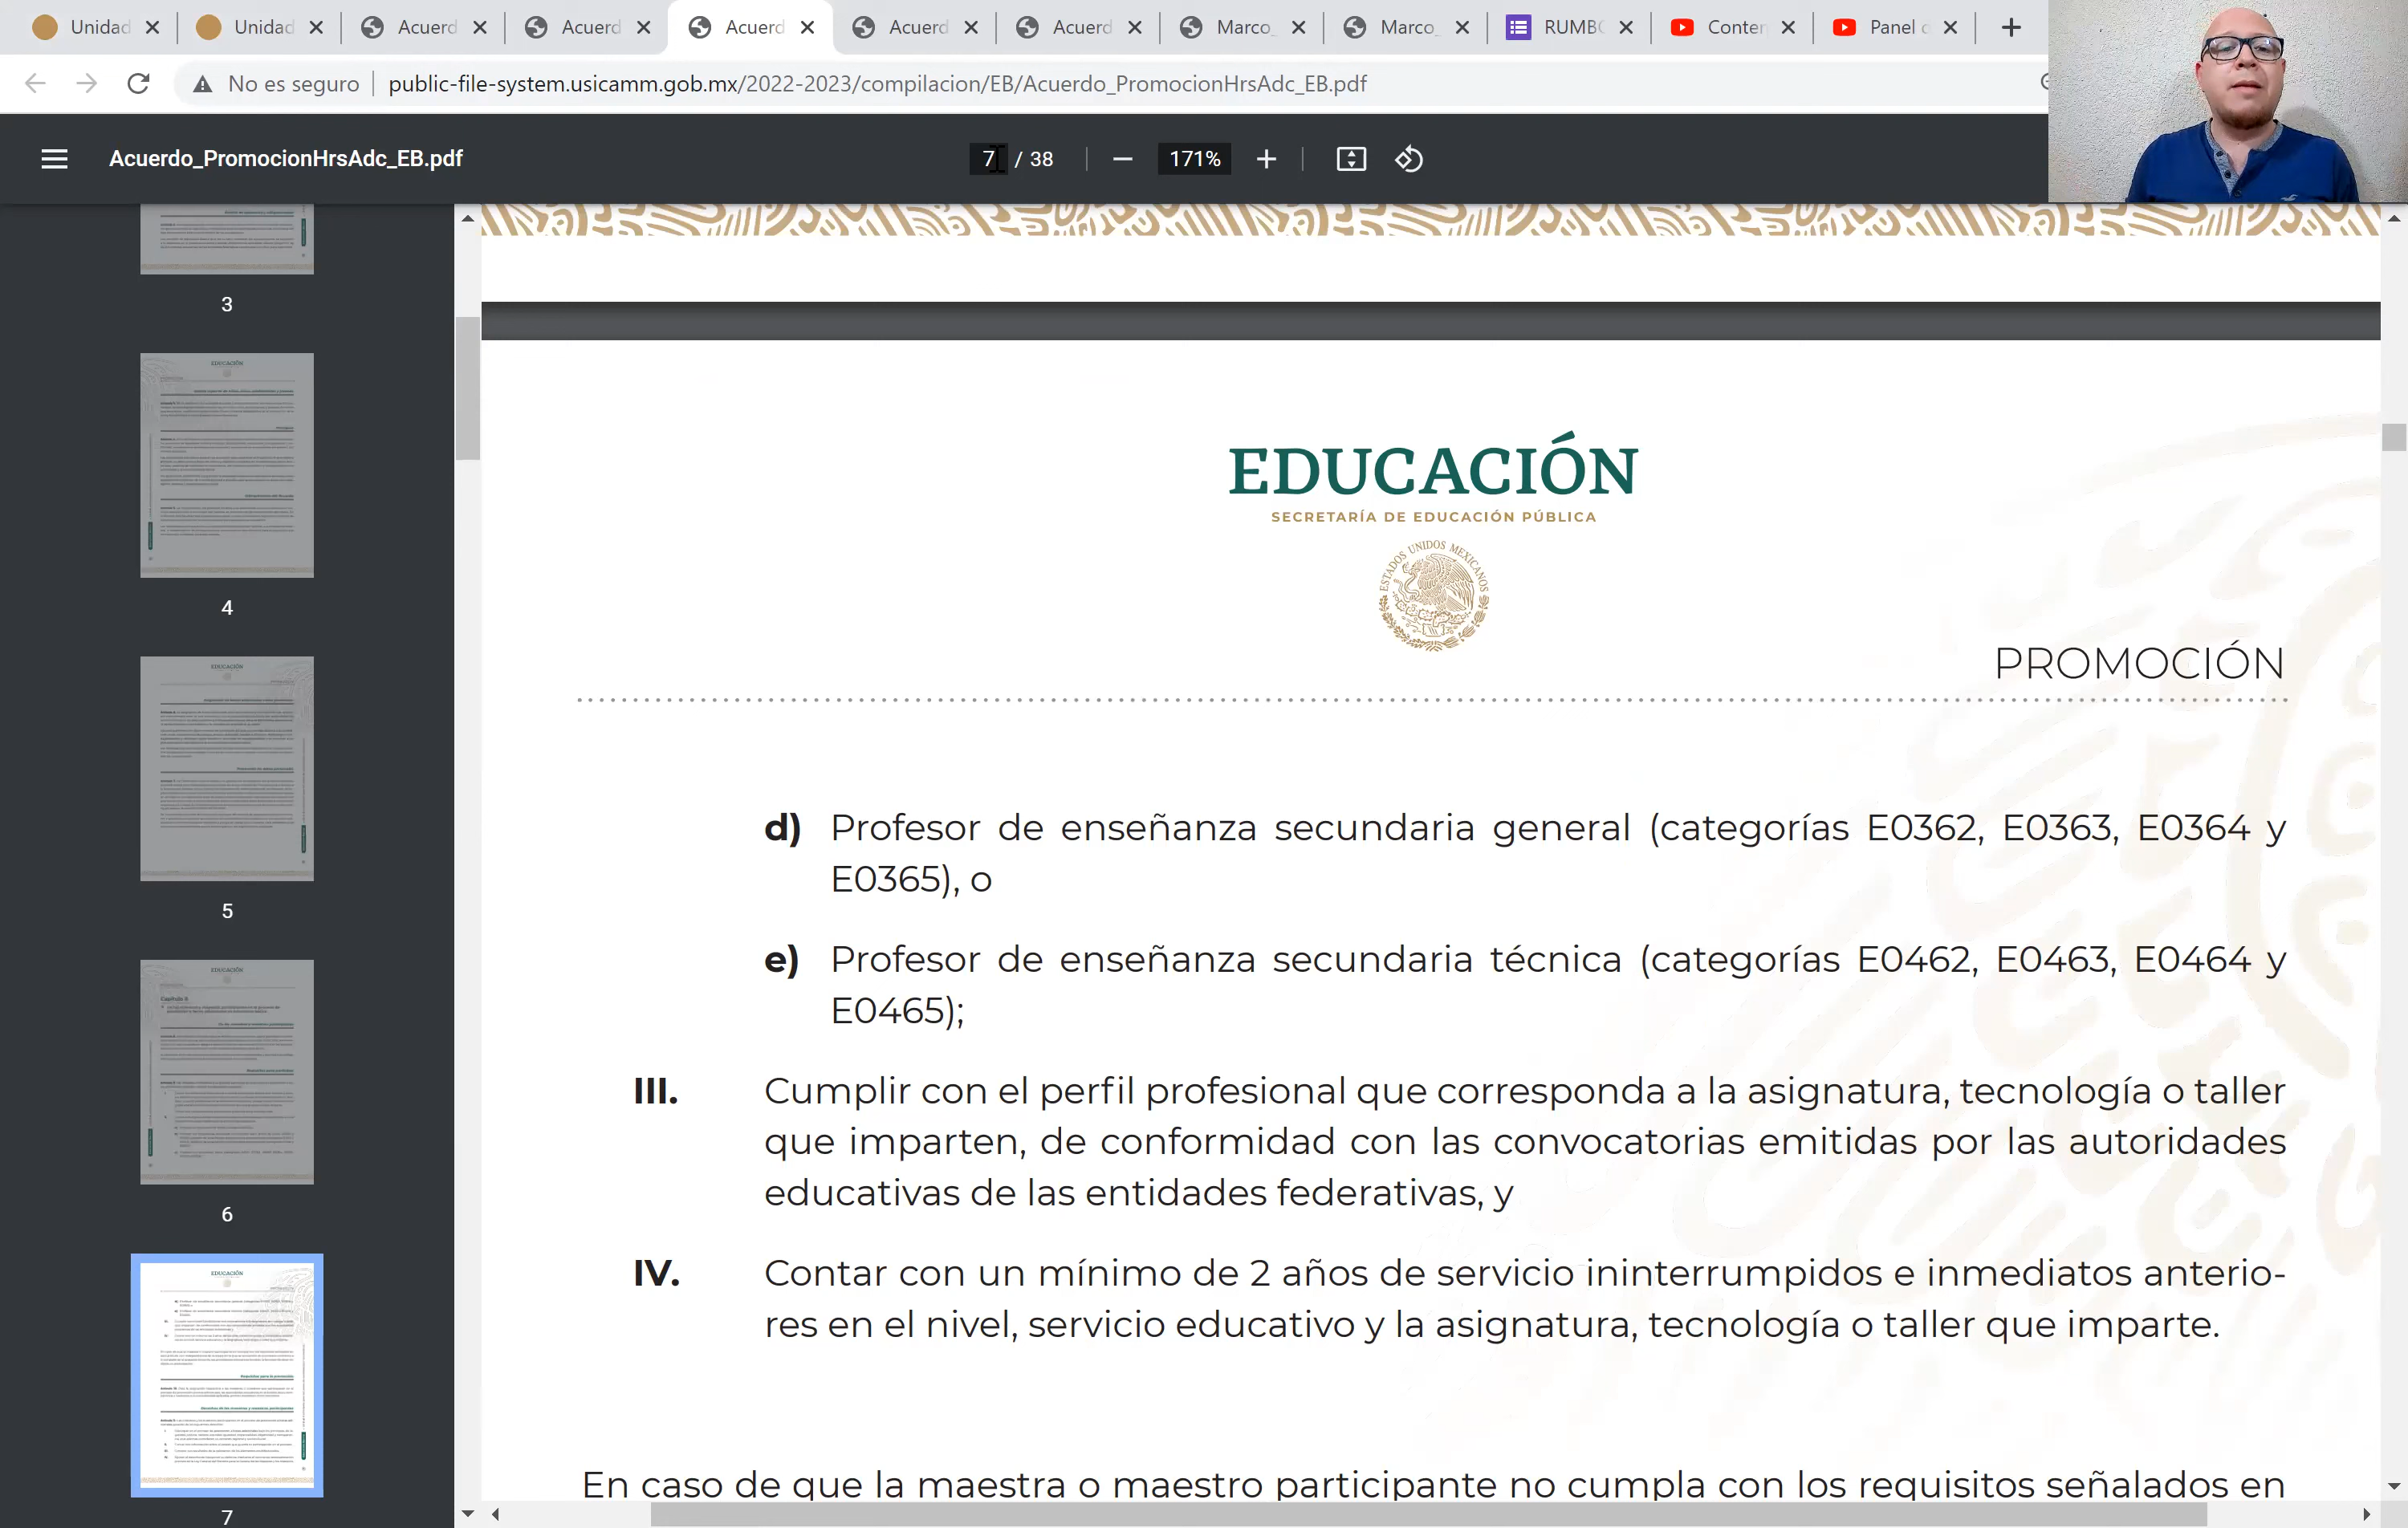 Unidad
Unidad
Acuerd
Acuerd
Acuerd
Acuerd
Acuerd
Marco_
Marco_
RUMBO
Conten
Panel d
No es seguro
public-file-system.usicamm.gob.mx/2022-2023/compilacion/EB/Acuerdo_PromocionHrsAdc_EB.pdf
Acuerdo_PromocionHrsAdc_EB.pdf
7 / 38
171%
3
4
5
6
7
EDUCACIÓN
SECRETARÍA DE EDUCACIÓN PÚBLICA
ESTADOS UNIDOS MEXICANOS
PROMOCIÓN
d) Profesor de enseñanza secundaria general (categorías E0362, E0363, E0364 y
E0365), o
e) Profesor de enseñanza secundaria técnica (categorías E0462, E0463, E0464 y
E0465);
III. Cumplir con el perfil profesional que corresponda a la asignatura, tecnología o taller
que imparten, de conformidad con las convocatorias emitidas por las autoridades
educativas de las entidades federativas, y
IV. Contar con un mínimo de 2 años de servicio ininterrumpidos e inmediatos anterio-
res en el nivel, servicio educativo y la asignatura, tecnología o taller que imparte.
En caso de que la maestra o maestro participante no cumpla con los requisitos señalados en